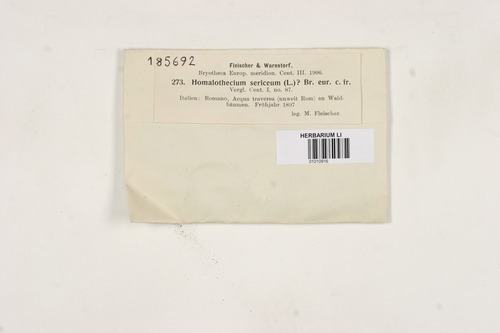 185692
Fleischer & Warnstorf.
Bryotheca Europ. meridion. Cent. III. 1906.
273. Homalothecium sericeum (L.)? Br. eur. c. fr.
Vergl. Cent. I, no. 87.
Italien: Romano, Acqua traversa (unweit Rom) an Wald-
bäumen. Frühjahr 1897
leg. M. Fleischer.
HERBARIUM LI
01010916